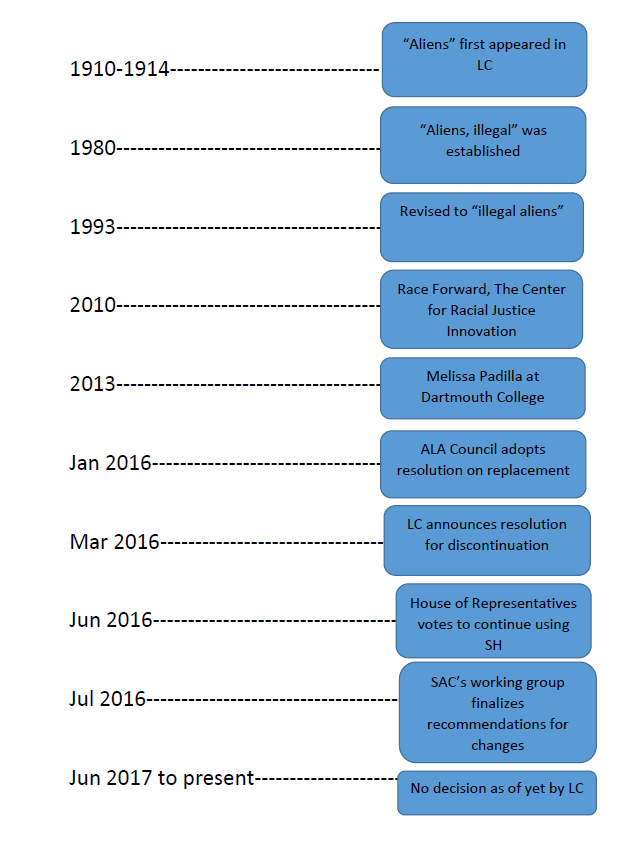 1910-1914------------------------------
“Aliens” first appeared in
LC
1980--------------------------------------
“Aliens, illegal” was
established
1993--------------------------------------
Revised to “illegal aliens”
2010--------------------------------------
Race Forward, The Center
for Racial Justice
Innovation
2013--------------------------------------
Melissa Padilla at
Dartmouth College
Jan 2016---------------------------------
ALA Council adopts
resolution on replacement
Mar 2016--------------------------------
LC announces resolution
for discontinuation
Jun 2016-----------------------------------
House of Representatives
votes to continue using
SH
Jul 2016------------------------------------
SAC’s working group
finalizes
recommendations for
changes
Jun 2017 to present---------------------
No decision as of yet by LC